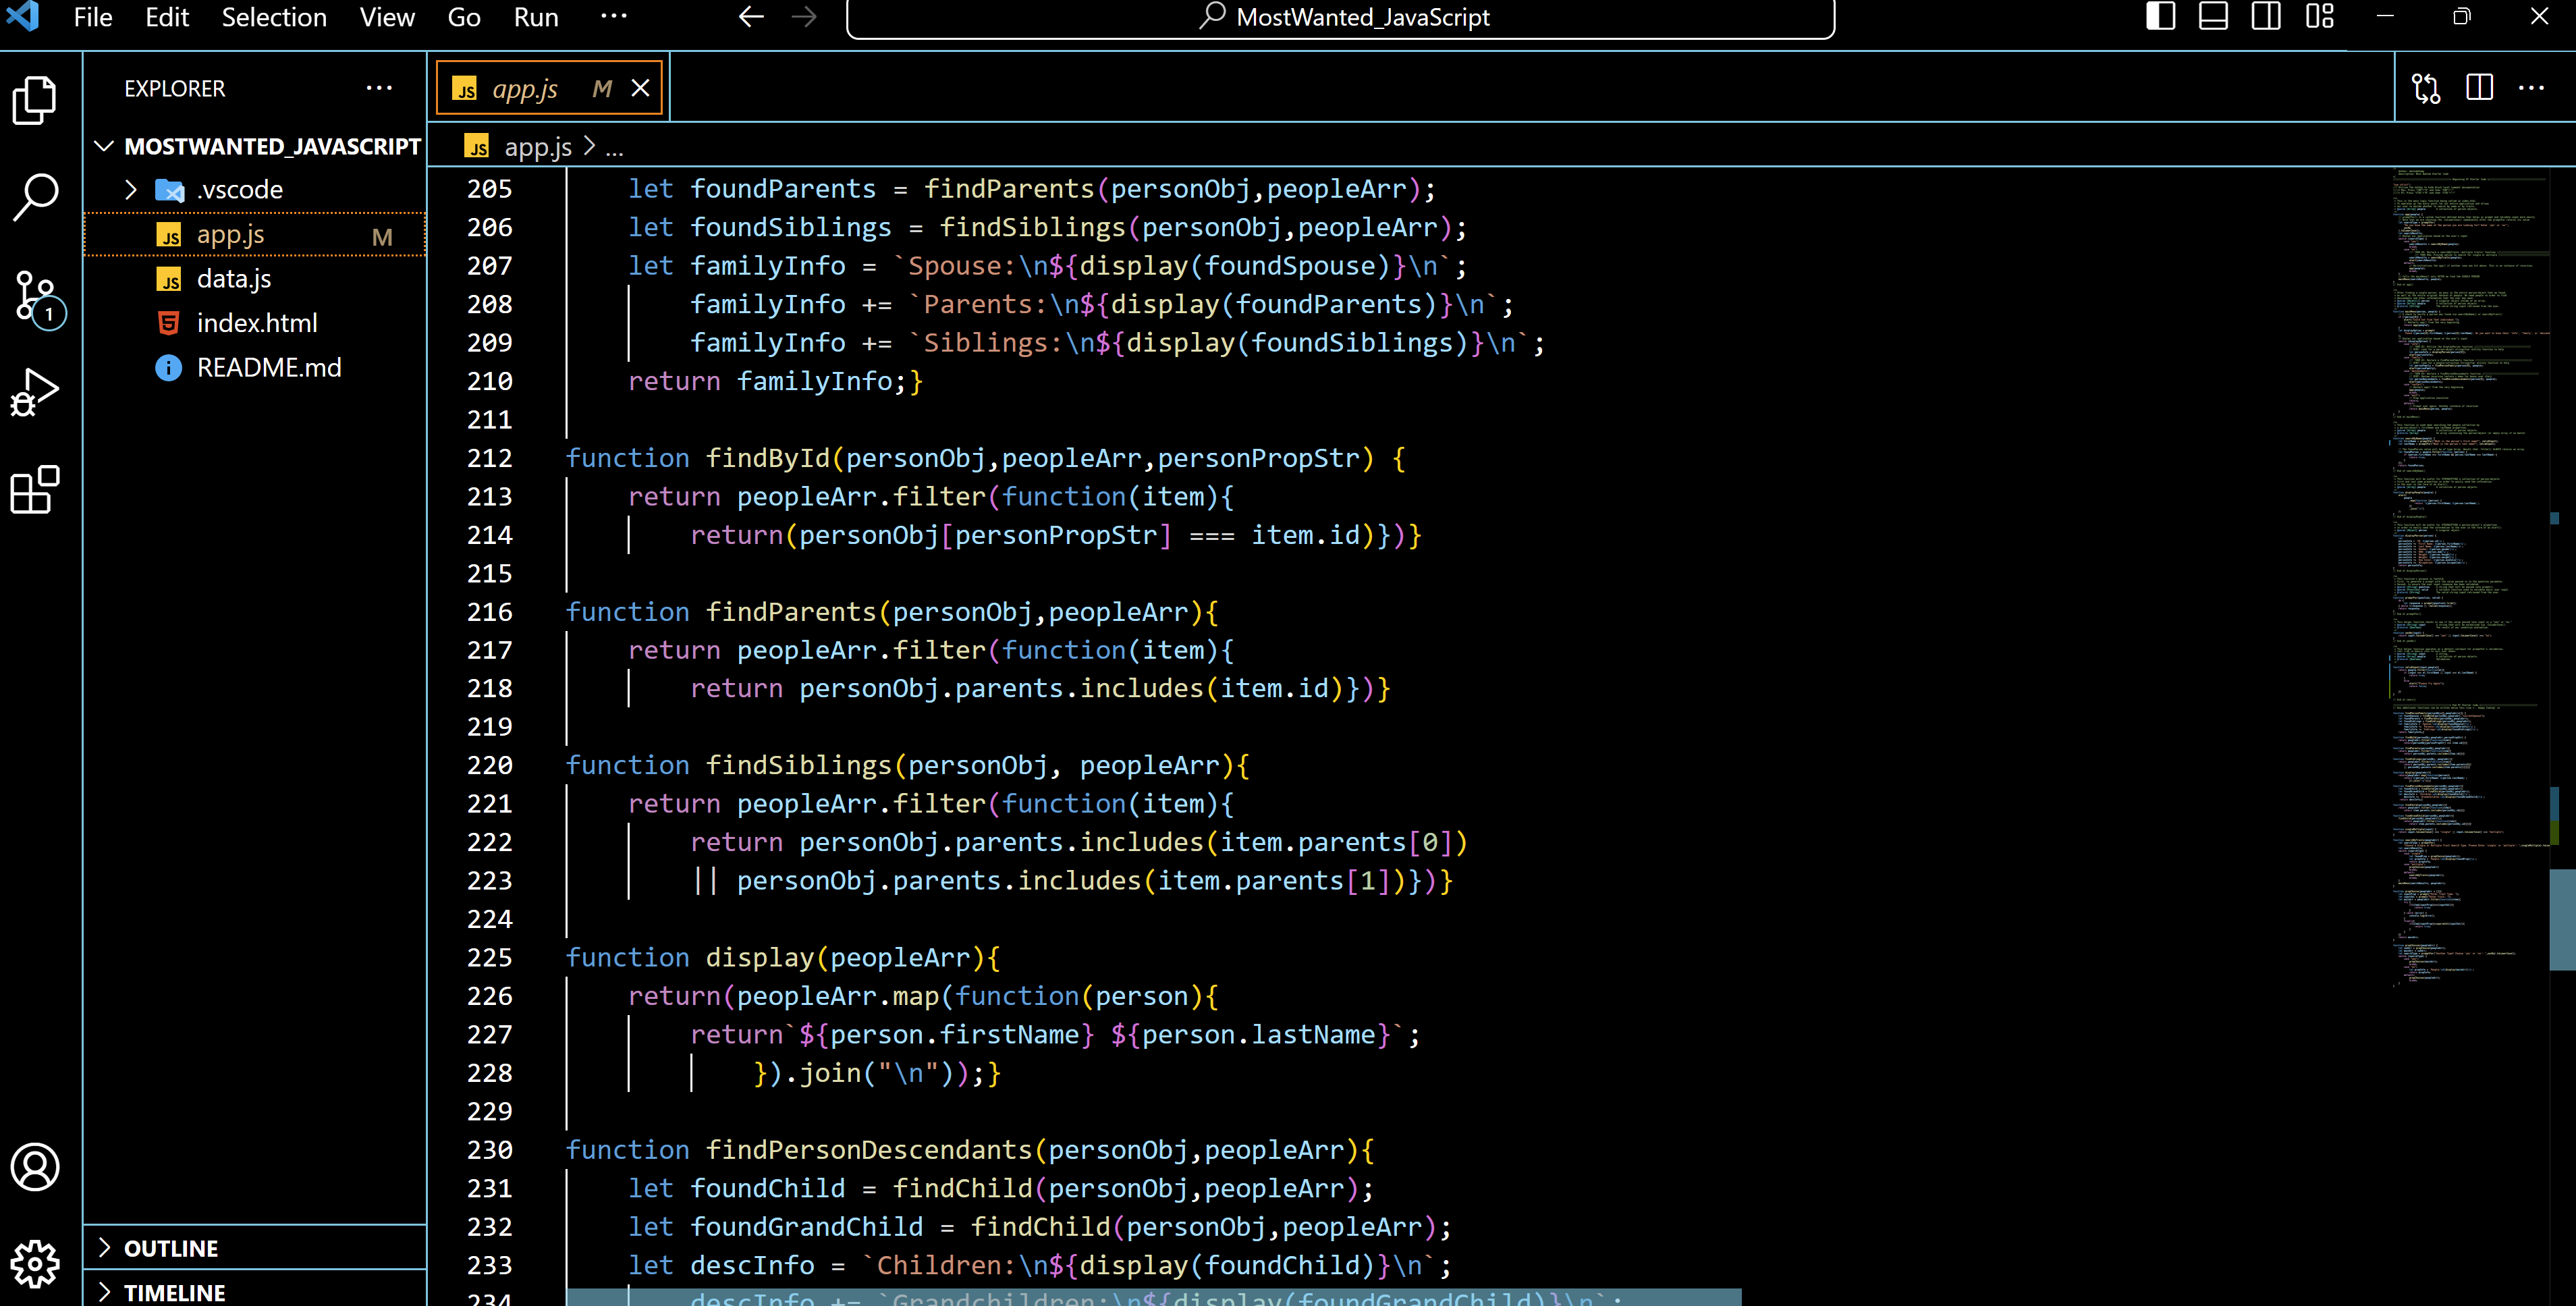 File Edit Selection View Go Run ··· MostWanted_JavaScript
EXPLORER ···
MOSTWANTED_JAVASCRIPT
.vscode
JS app.js M
JS data.js
index.html
README.md
1
OUTLINE
TIMELINE
JS app.js M
JS app.js > ...
205 let foundParents = findParents(personObj,peopleArr);
206 let foundSiblings = findSiblings(personObj,peopleArr);
207 let familyInfo = `Spouse:\n${display(foundSpouse)}\n`;
208 familyInfo += `Parents:\n${display(foundParents)}\n`;
209 familyInfo += `Siblings:\n${display(foundSiblings)}\n`;
210 return familyInfo;}
211
212 function findById(personObj,peopleArr,personPropStr) {
213 return peopleArr.filter(function(item){
214 return(personObj[personPropStr] === item.id)})}
215
216 function findParents(personObj,peopleArr){
217 return peopleArr.filter(function(item){
218 return personObj.parents.includes(item.id)})}
219
220 function findSiblings(personObj, peopleArr){
221 return peopleArr.filter(function(item){
222 return personObj.parents.includes(item.parents[0])
223 || personObj.parents.includes(item.parents[1])})}
224
225 function display(peopleArr){
226 return(peopleArr.map(function(person){
227 return`${person.firstName} ${person.lastName}`;
228 }).join("\n"));}
229
230 function findPersonDescendants(personObj,peopleArr){
231 let foundChild = findChild(personObj,peopleArr);
232 let foundGrandChild = findChild(personObj,peopleArr);
233 let descInfo = `Children:\n${display(foundChild)}\n`;
234 descInfo += `Grandchildren:\n${display(foundGrandChild)}\n`;